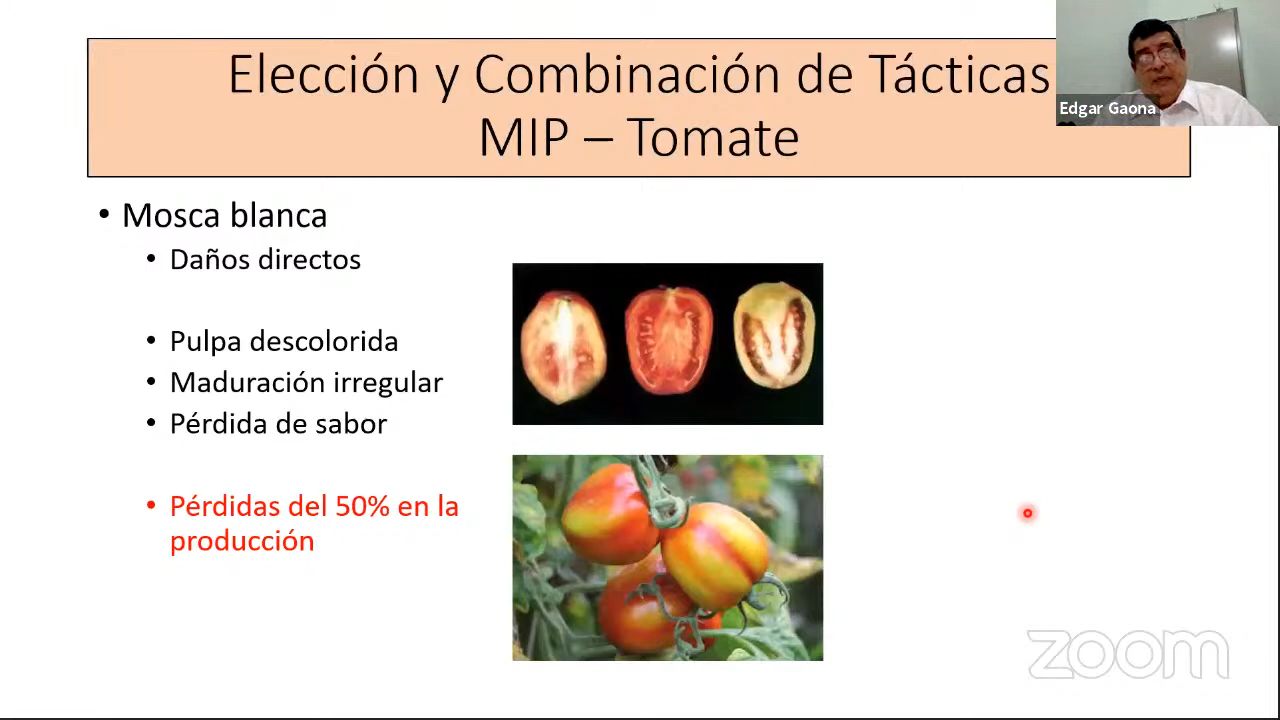 Elección y Combinación de Tácticas
MIP – Tomate
Edgar Gaona
• Mosca blanca
• Daños directos
• Pulpa descolorida
• Maduración irregular
• Pérdida de sabor
• Pérdidas del 50% en la
producción
zoom